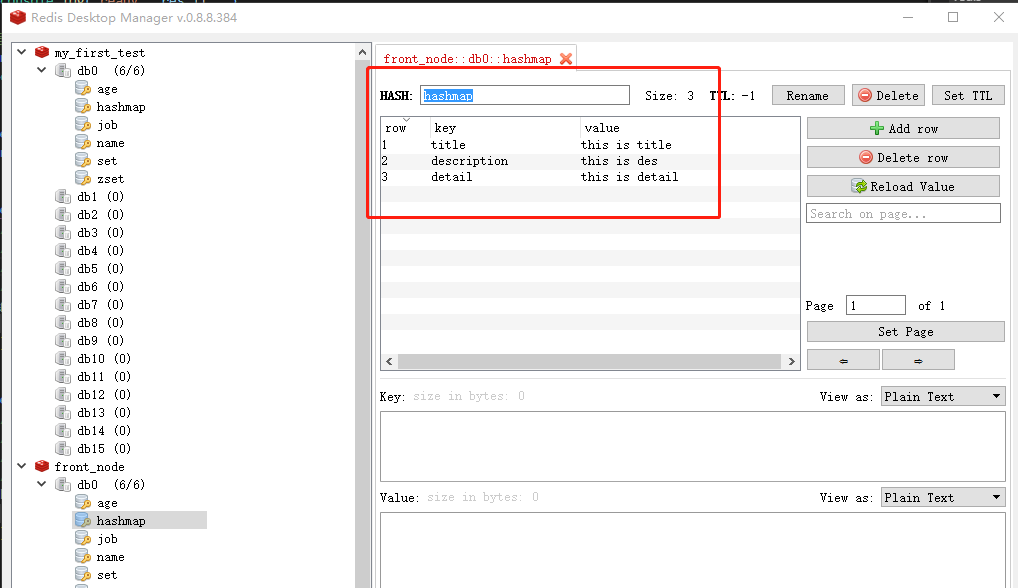 Redis Desktop Manager v.0.8.8.384
my_first_test
db0 (6/6)
age
hashmap
job
name
set
zset
db1 (0)
db2 (0)
db3 (0)
db4 (0)
db5 (0)
db6 (0)
db7 (0)
db8 (0)
db9 (0)
db10 (0)
db11 (0)
db12 (0)
db13 (0)
db14 (0)
db15 (0)
front_node
db0 (6/6)
age
hashmap
job
name
set
front_node::db0::hashmap
HASH: hashmap Size: 3 TTL: -1 Rename Delete Set TTL
row key value
1 title this is title
2 description this is des
3 detail this is detail
Add row
Delete row
Reload Value
Search on page...
Page 1 of 1
Set Page
Key: size in bytes: 0 View as: Plain Text
Value: size in bytes: 0 View as: Plain Text